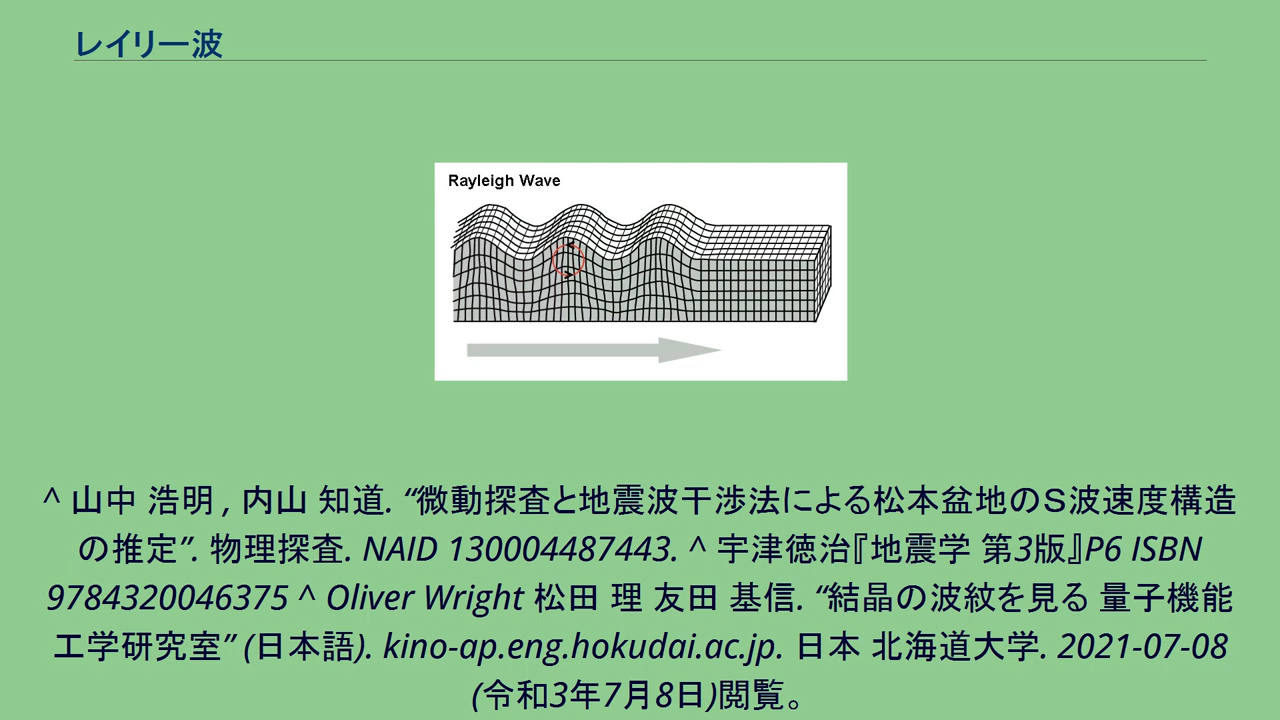 レイリー波
Rayleigh Wave
^ 山中 浩明 , 内山 知道. “微動探査と地震波干渉法による松本盆地のＳ波速度構造
の推定”. 物理探査. NAID 130004487443. ^ 宇津徳治『地震学 第3版』P6 ISBN
9784320046375 ^ Oliver Wright 松田 理 友田 基信. “結晶の波紋を見る 量子機能
工学研究室” (日本語). kino-ap.eng.hokudai.ac.jp. 日本 北海道大学. 2021-07-08
(令和3年7月8日)閲覧。